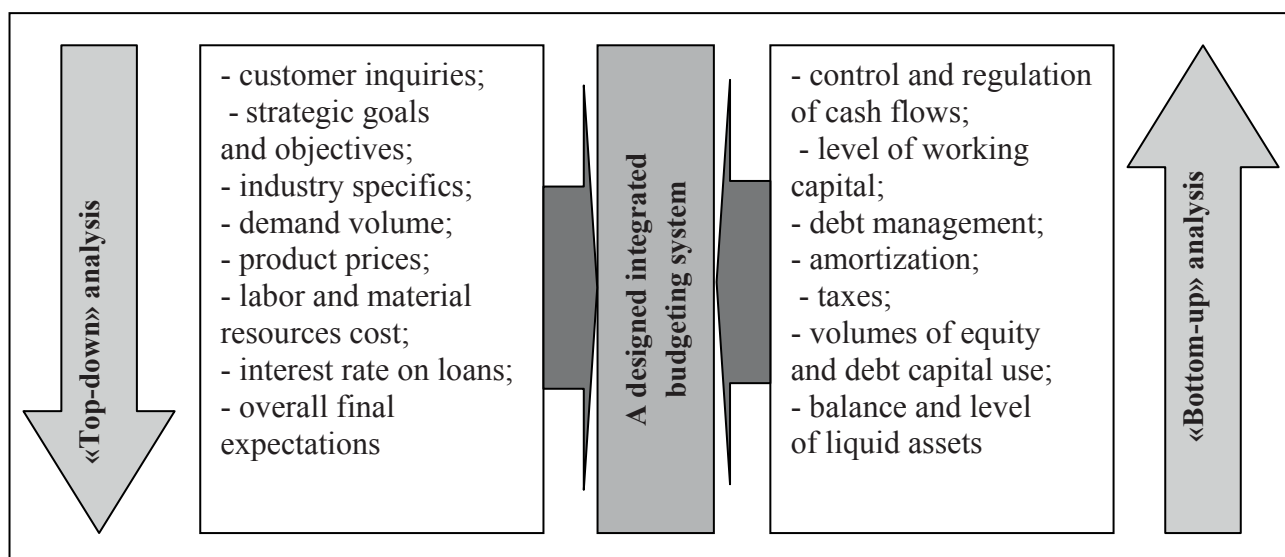 «Top-down» analysis
- customer inquiries;
- strategic goals
and objectives;
- industry specifics;
- demand volume;
- product prices;
- labor and material
resources cost;
- interest rate on loans;
- overall final
expectations
A designed integrated
budgeting system
- control and regulation
of cash flows;
- level of working
capital;
- debt management;
- amortization;
- taxes;
- volumes of equity
and debt capital use;
- balance and level
of liquid assets
«Bottom-up» analysis